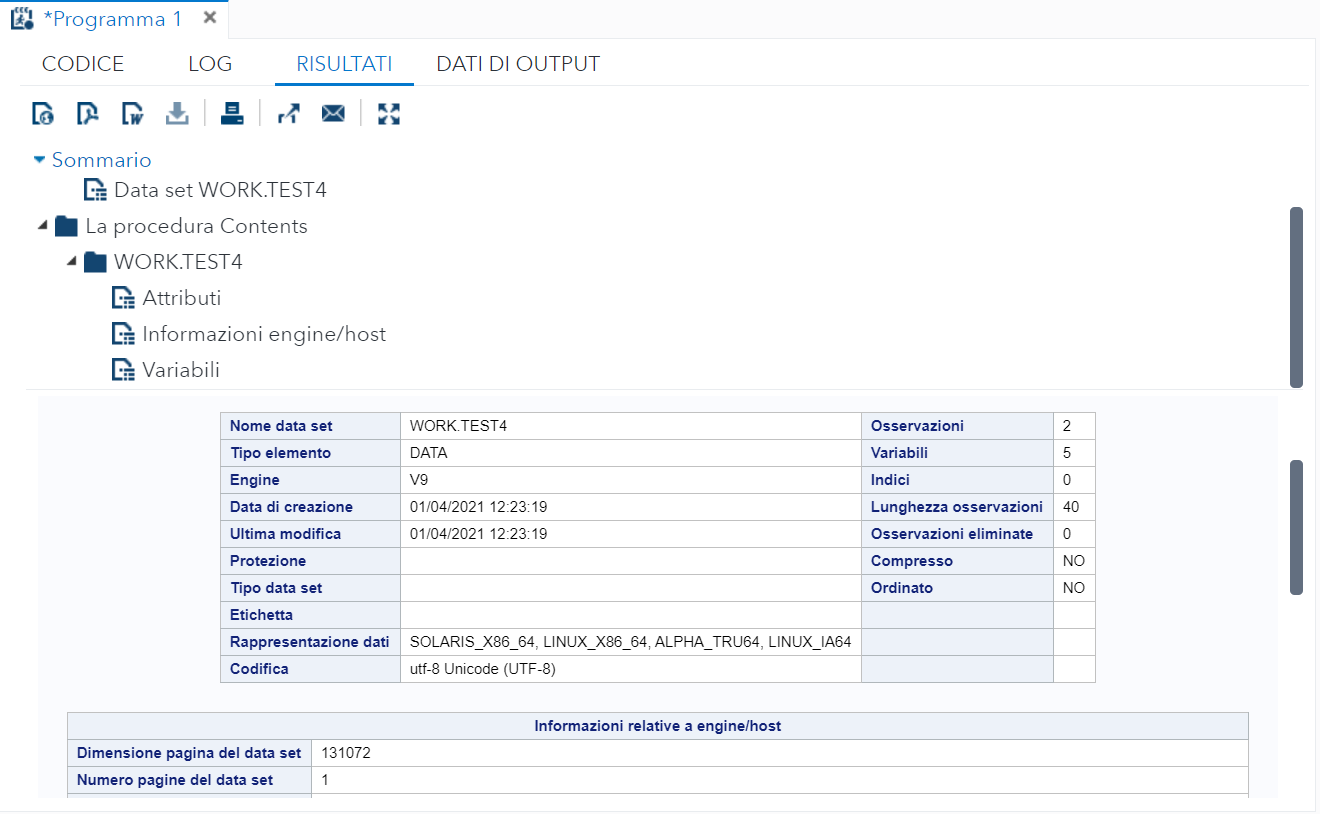 *Programma 1
CODICE LOG RISULTATI DATI DI OUTPUT
Sommario
Data set WORK.TEST4
La procedura Contents
WORK.TEST4
Attributi
Informazioni engine/host
Variabili
Nome data set WORK.TEST4 Osservazioni 2
Tipo elemento DATA Variabili 5
Engine V9 Indici 0
Data di creazione 01/04/2021 12:23:19 Lunghezza osservazioni 40
Ultima modifica 01/04/2021 12:23:19 Osservazioni eliminate 0
Protezione Compresso NO
Tipo data set Ordinato NO
Etichetta
Rappresentazione dati SOLARIS_X86_64, LINUX_X86_64, ALPHA_TRU64, LINUX_IA64
Codifica utf-8 Unicode (UTF-8)
Informazioni relative a engine/host
Dimensione pagina del data set 131072
Numero pagine del data set 1